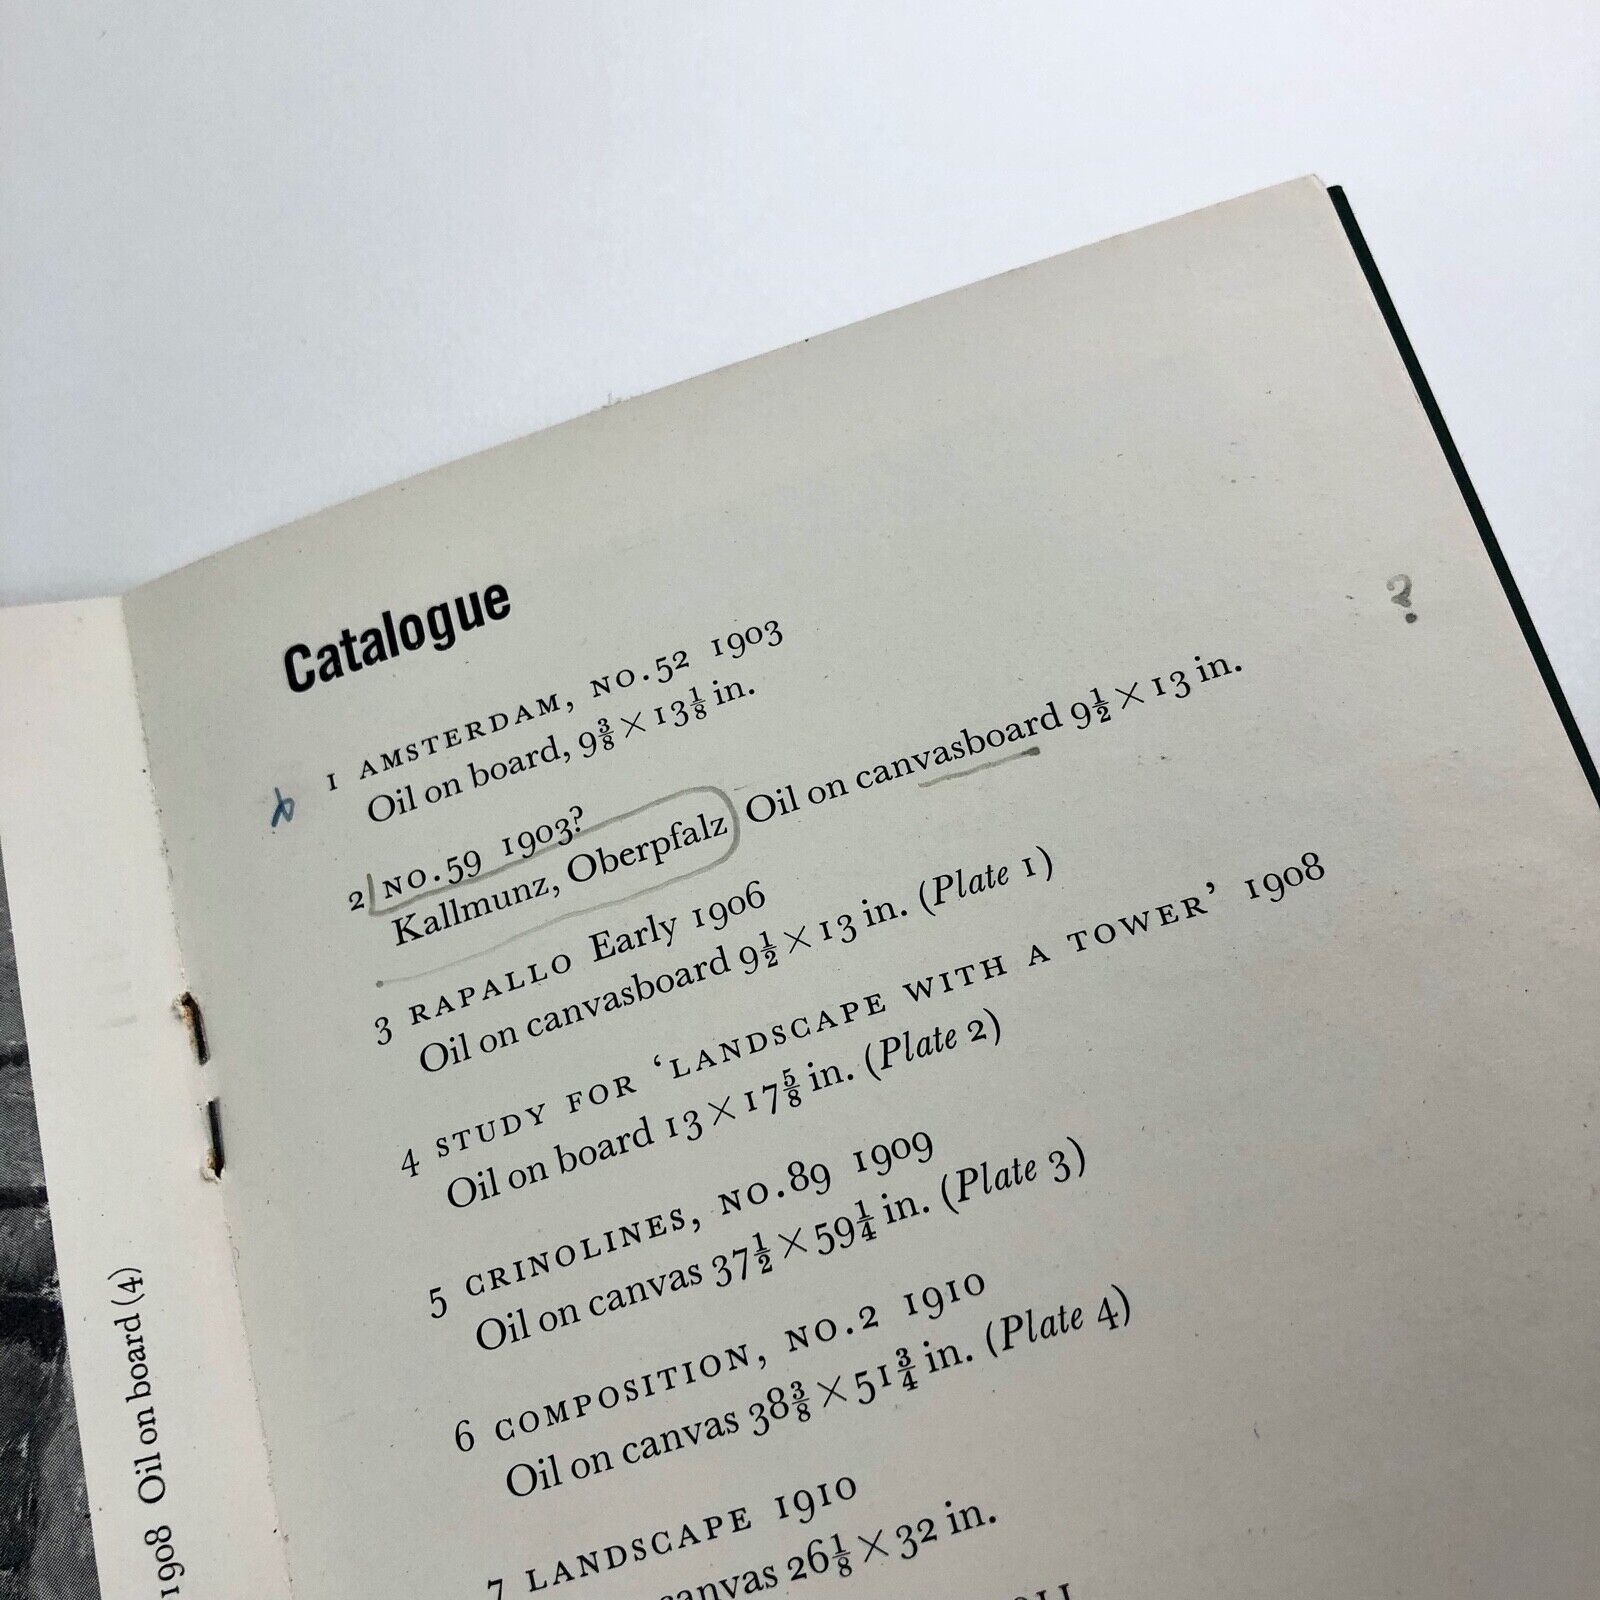 1908 Oil on board (4)
Catalogue
1 AMSTERDAM, NO.52 1903
Oil on board, 9⅜ × 13⅛ in.
?
2 NO.59 1903?
Kallmunz, Oberpfalz Oil on canvasboard 9½ × 13 in.
3 RAPALLO Early 1906
Oil on canvasboard 9½ × 13 in. (Plate 1)
4 STUDY FOR ‘LANDSCAPE WITH A TOWER’ 1908
Oil on board 13 × 17⅝ in. (Plate 2)
5 CRINOLINES, NO.89 1909
Oil on canvas 37½ × 59¼ in. (Plate 3)
6 COMPOSITION, NO.2 1910
Oil on canvas 38⅜ × 51¾ in. (Plate 4)
7 LANDSCAPE 1910
canvas 26⅛ × 32 in.